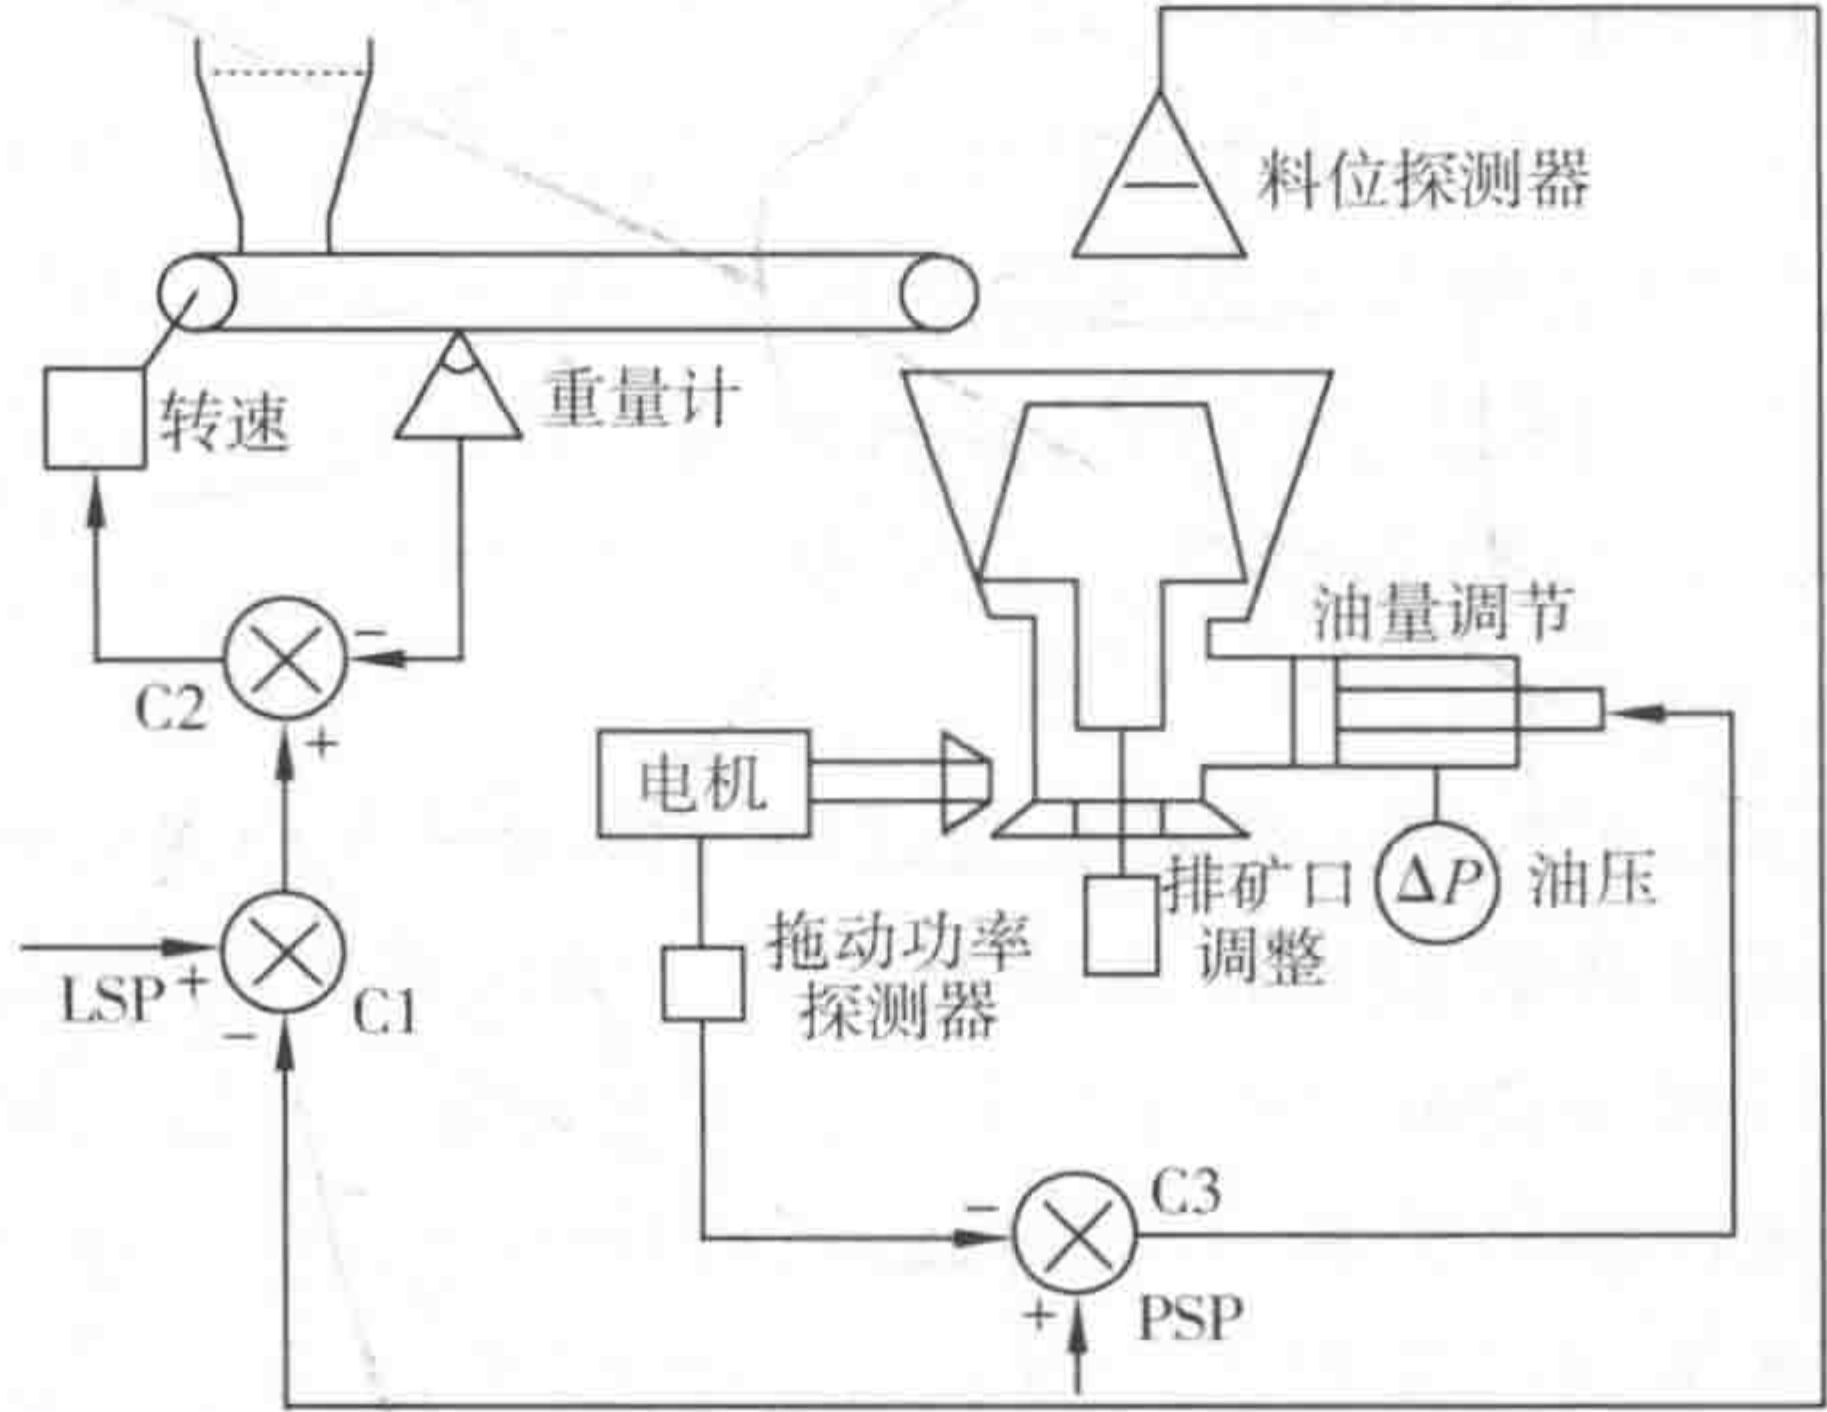 料位探测器
重量计
转速
油量调节
-
C2
+
电机
排矿口
调整
ΔP
油压
拖动功率
探测器
LSP
+
C1
-
C3
-
+
PSP